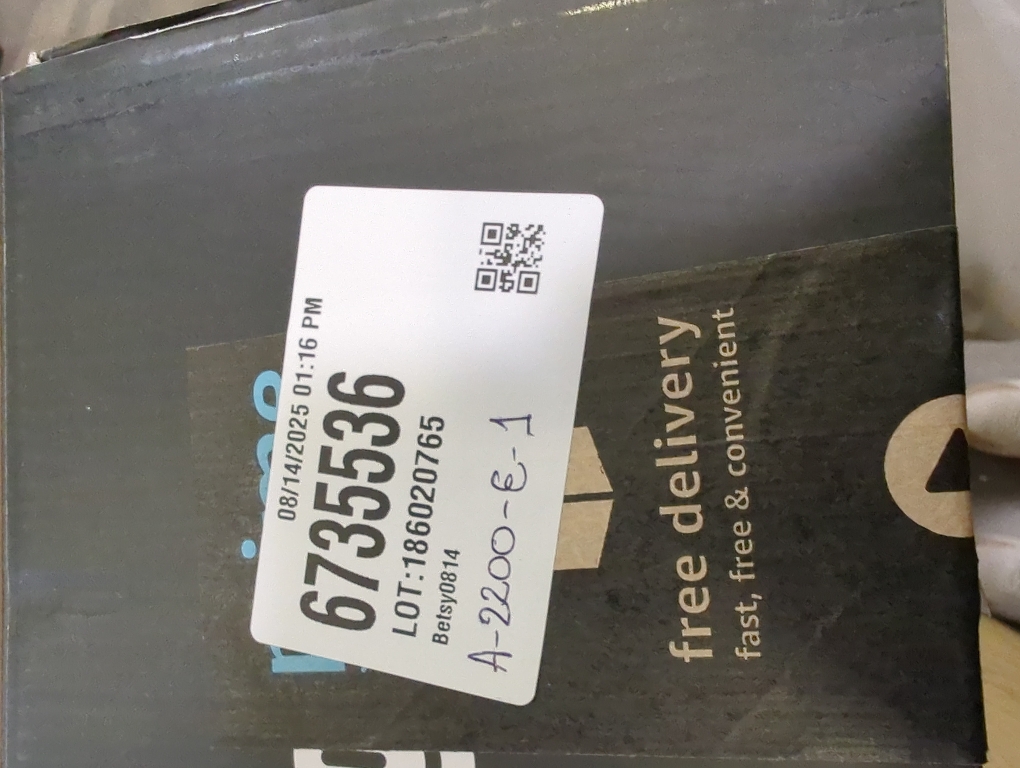 08/14/2025 01:16 PM
6735536
LOT:186020765
Betsy0814
A-2200-E-1
free delivery
fast, free & convenient